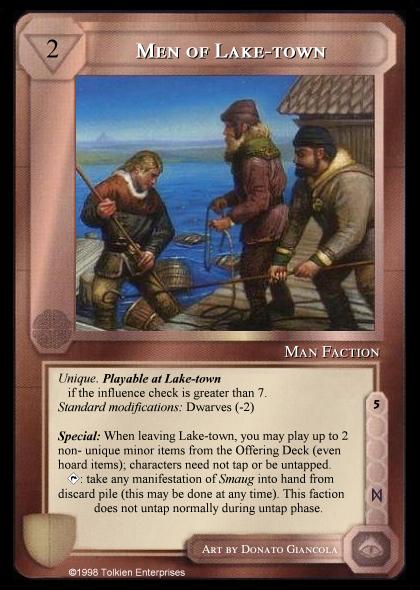 2
Men of Lake-town
Man Faction
Unique. Playable at Lake-town
if the influence check is greater than 7.
Standard modifications: Dwarves (-2)
Special: When leaving Lake-town, you may play up to 2
non- unique minor items from the Offering Deck (even
hoard items); characters need not tap or be untapped.
: take any manifestation of Smaug into hand from
discard pile (this may be done at any time). This faction
does not untap normally during untap phase.
5
Art by Donato Giancola
©1998 Tolkien Enterprises